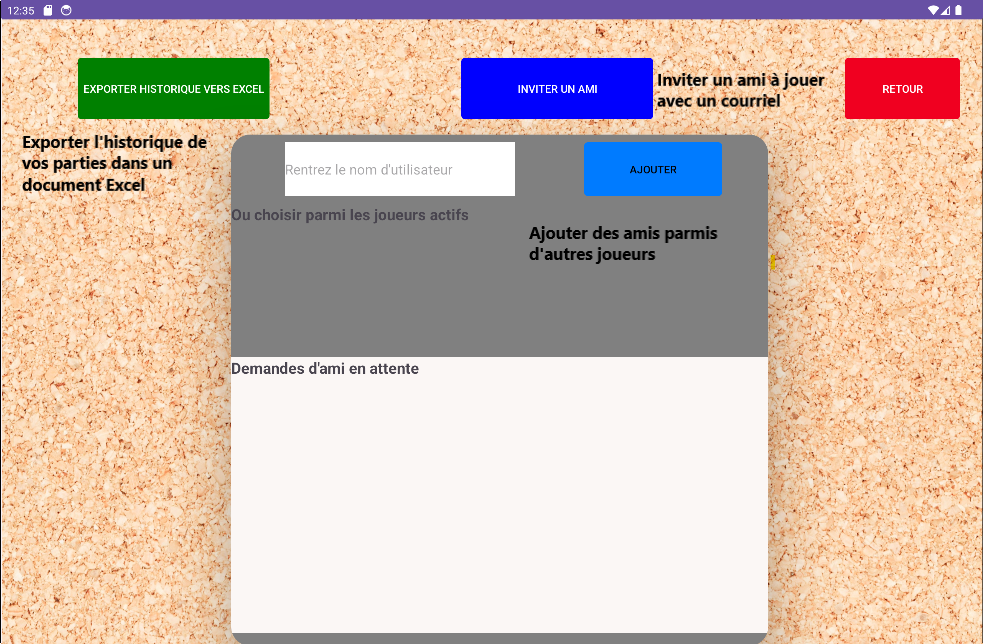 12:35
EXPORTER HISTORIQUE VERS EXCEL
INVITER UN AMI
Inviter un ami à jouer
avec un courriel
RETOUR
Exporter l'historique de
vos parties dans un
document Excel
Rentrez le nom d'utilisateur
AJOUTER
Ou choisir parmi les joueurs actifs
Ajouter des amis parmis
d'autres joueurs
Demandes d'ami en attente